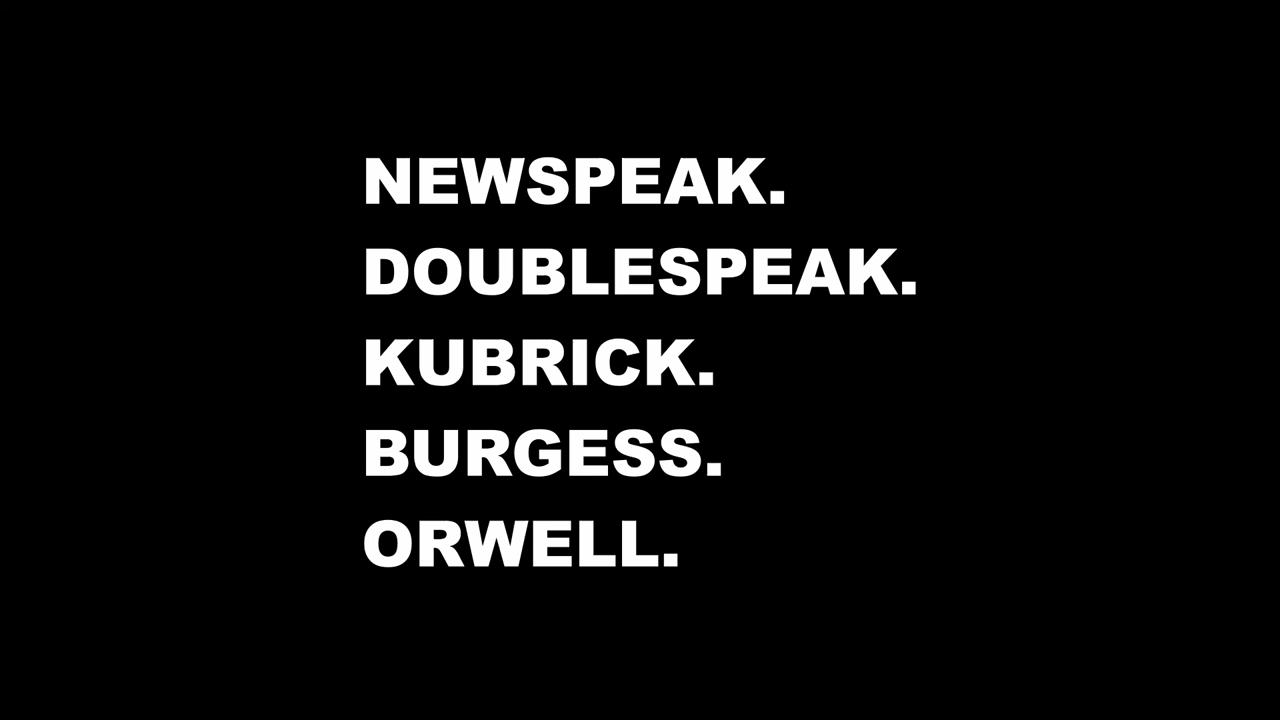 NEWSPEAK.
DOUBLESPEAK.
KUBRICK.
BURGESS.
ORWELL.